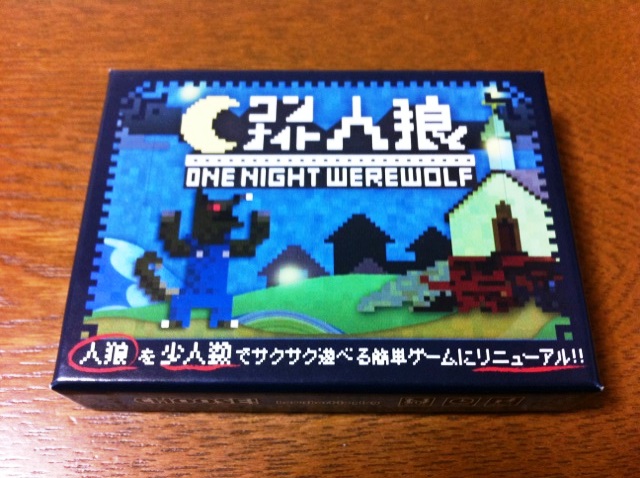 ワン
ナイト人狼
ONE NIGHT WEREWOLF
人狼を少人数でサクサク遊べる簡単ゲームにリニューアル!!